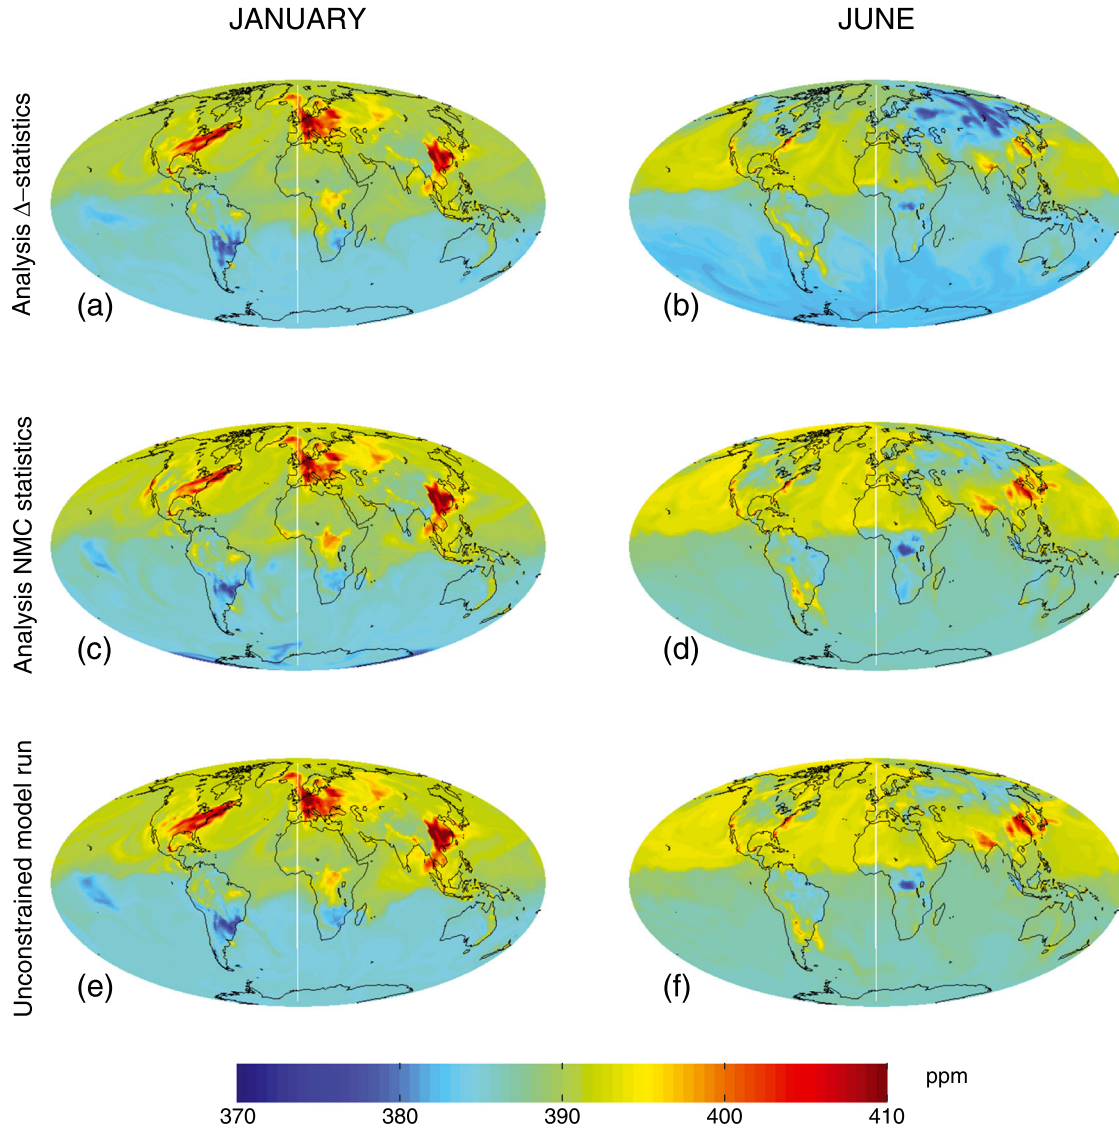 JANUARY
JUNE
Analysis Δ–statistics
(a)
(b)
Analysis NMC statistics
(c)
(d)
Unconstrained model run
(e)
(f)
ppm
370 380 390 400 410